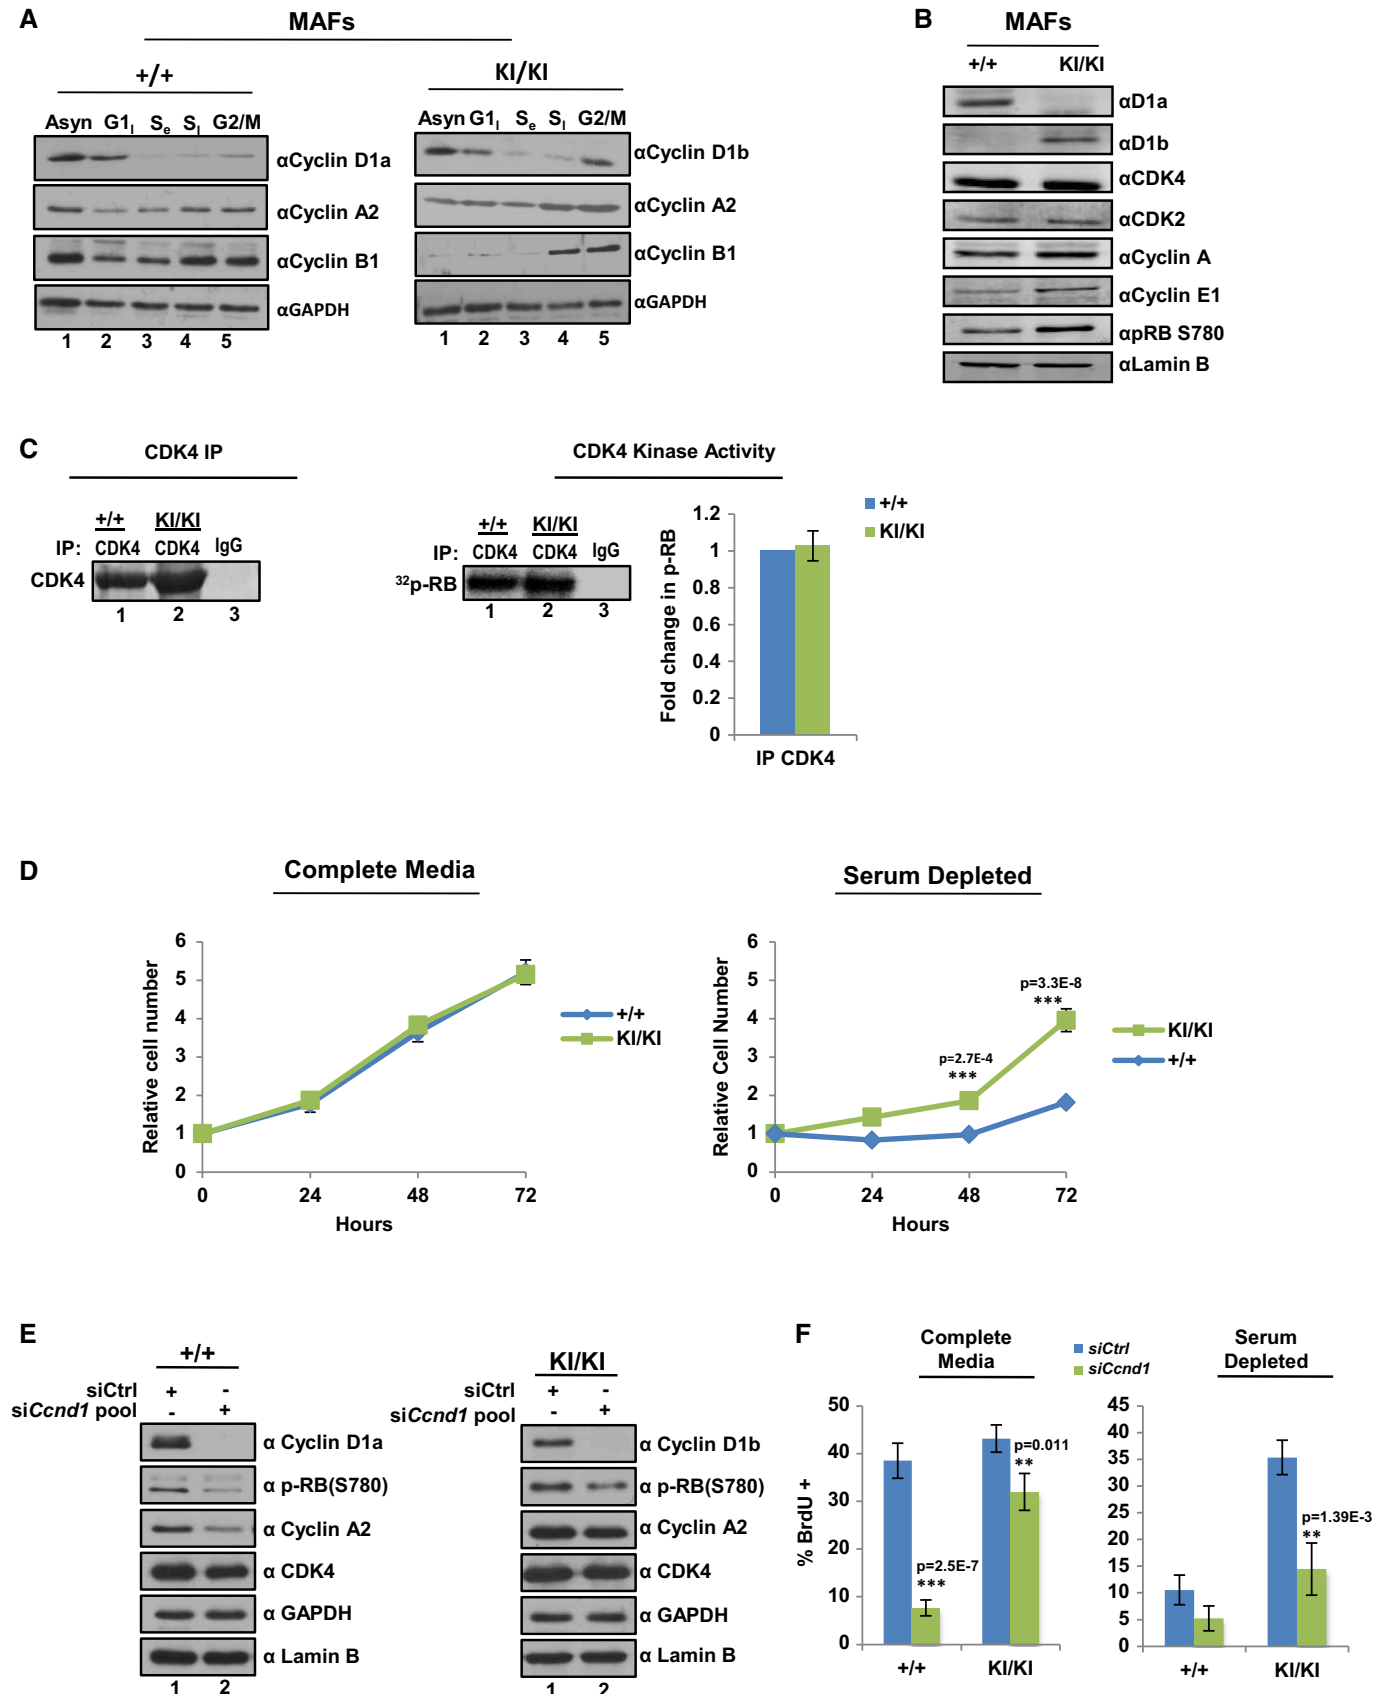 A
MAFs
+/+
KI/KI
Asyn G1l Se Sl G2/M
Asyn G1l Se Sl G2/M
αCyclin D1a
αCyclin A2
αCyclin B1
αGAPDH
1 2 3 4 5
αCyclin D1b
αCyclin A2
αCyclin B1
αGAPDH
1 2 3 4 5
B
MAFs
+/+ KI/KI
αD1a
αD1b
αCDK4
αCDK2
αCyclin A
αCyclin E1
αpRB S780
αLamin B
C
CDK4 IP
+/+ KI/KI
IP: CDK4 CDK4 IgG
CDK4
1 2 3
CDK4 Kinase Activity
+/+ KI/KI
IP: CDK4 CDK4 IgG
32p-RB
1 2 3
+/+
KI/KI
Fold change in p-RB
1.2
1
0.8
0.6
0.4
0.2
0
IP CDK4
D
Complete Media
Relative cell number
6
5
4
3
2
1
0
0 24 48 72
Hours
+/+
KI/KI
Serum Depleted
Relative Cell Number
6
5
4
3
2
1
0
0 24 48 72
Hours
p=2.7E-4
***
p=3.3E-8
***
KI/KI
+/+
E
+/+
siCtrl + -
siCcnd1 pool - +
α Cyclin D1a
α p-RB(S780)
α Cyclin A2
α CDK4
α GAPDH
α Lamin B
1 2
KI/KI
siCtrl + -
siCcnd1 pool - +
α Cyclin D1b
α p-RB(S780)
α Cyclin A2
α CDK4
α GAPDH
α Lamin B
1 2
F
Complete
Media
siCtrl
siCcnd1
Serum
Depleted
% BrdU +
50
40
30
20
10
0
p=2.5E-7
***
p=0.011
**
+/+ KI/KI
45
40
35
30
25
20
15
10
5
0
p=1.39E-3
**
+/+ KI/KI